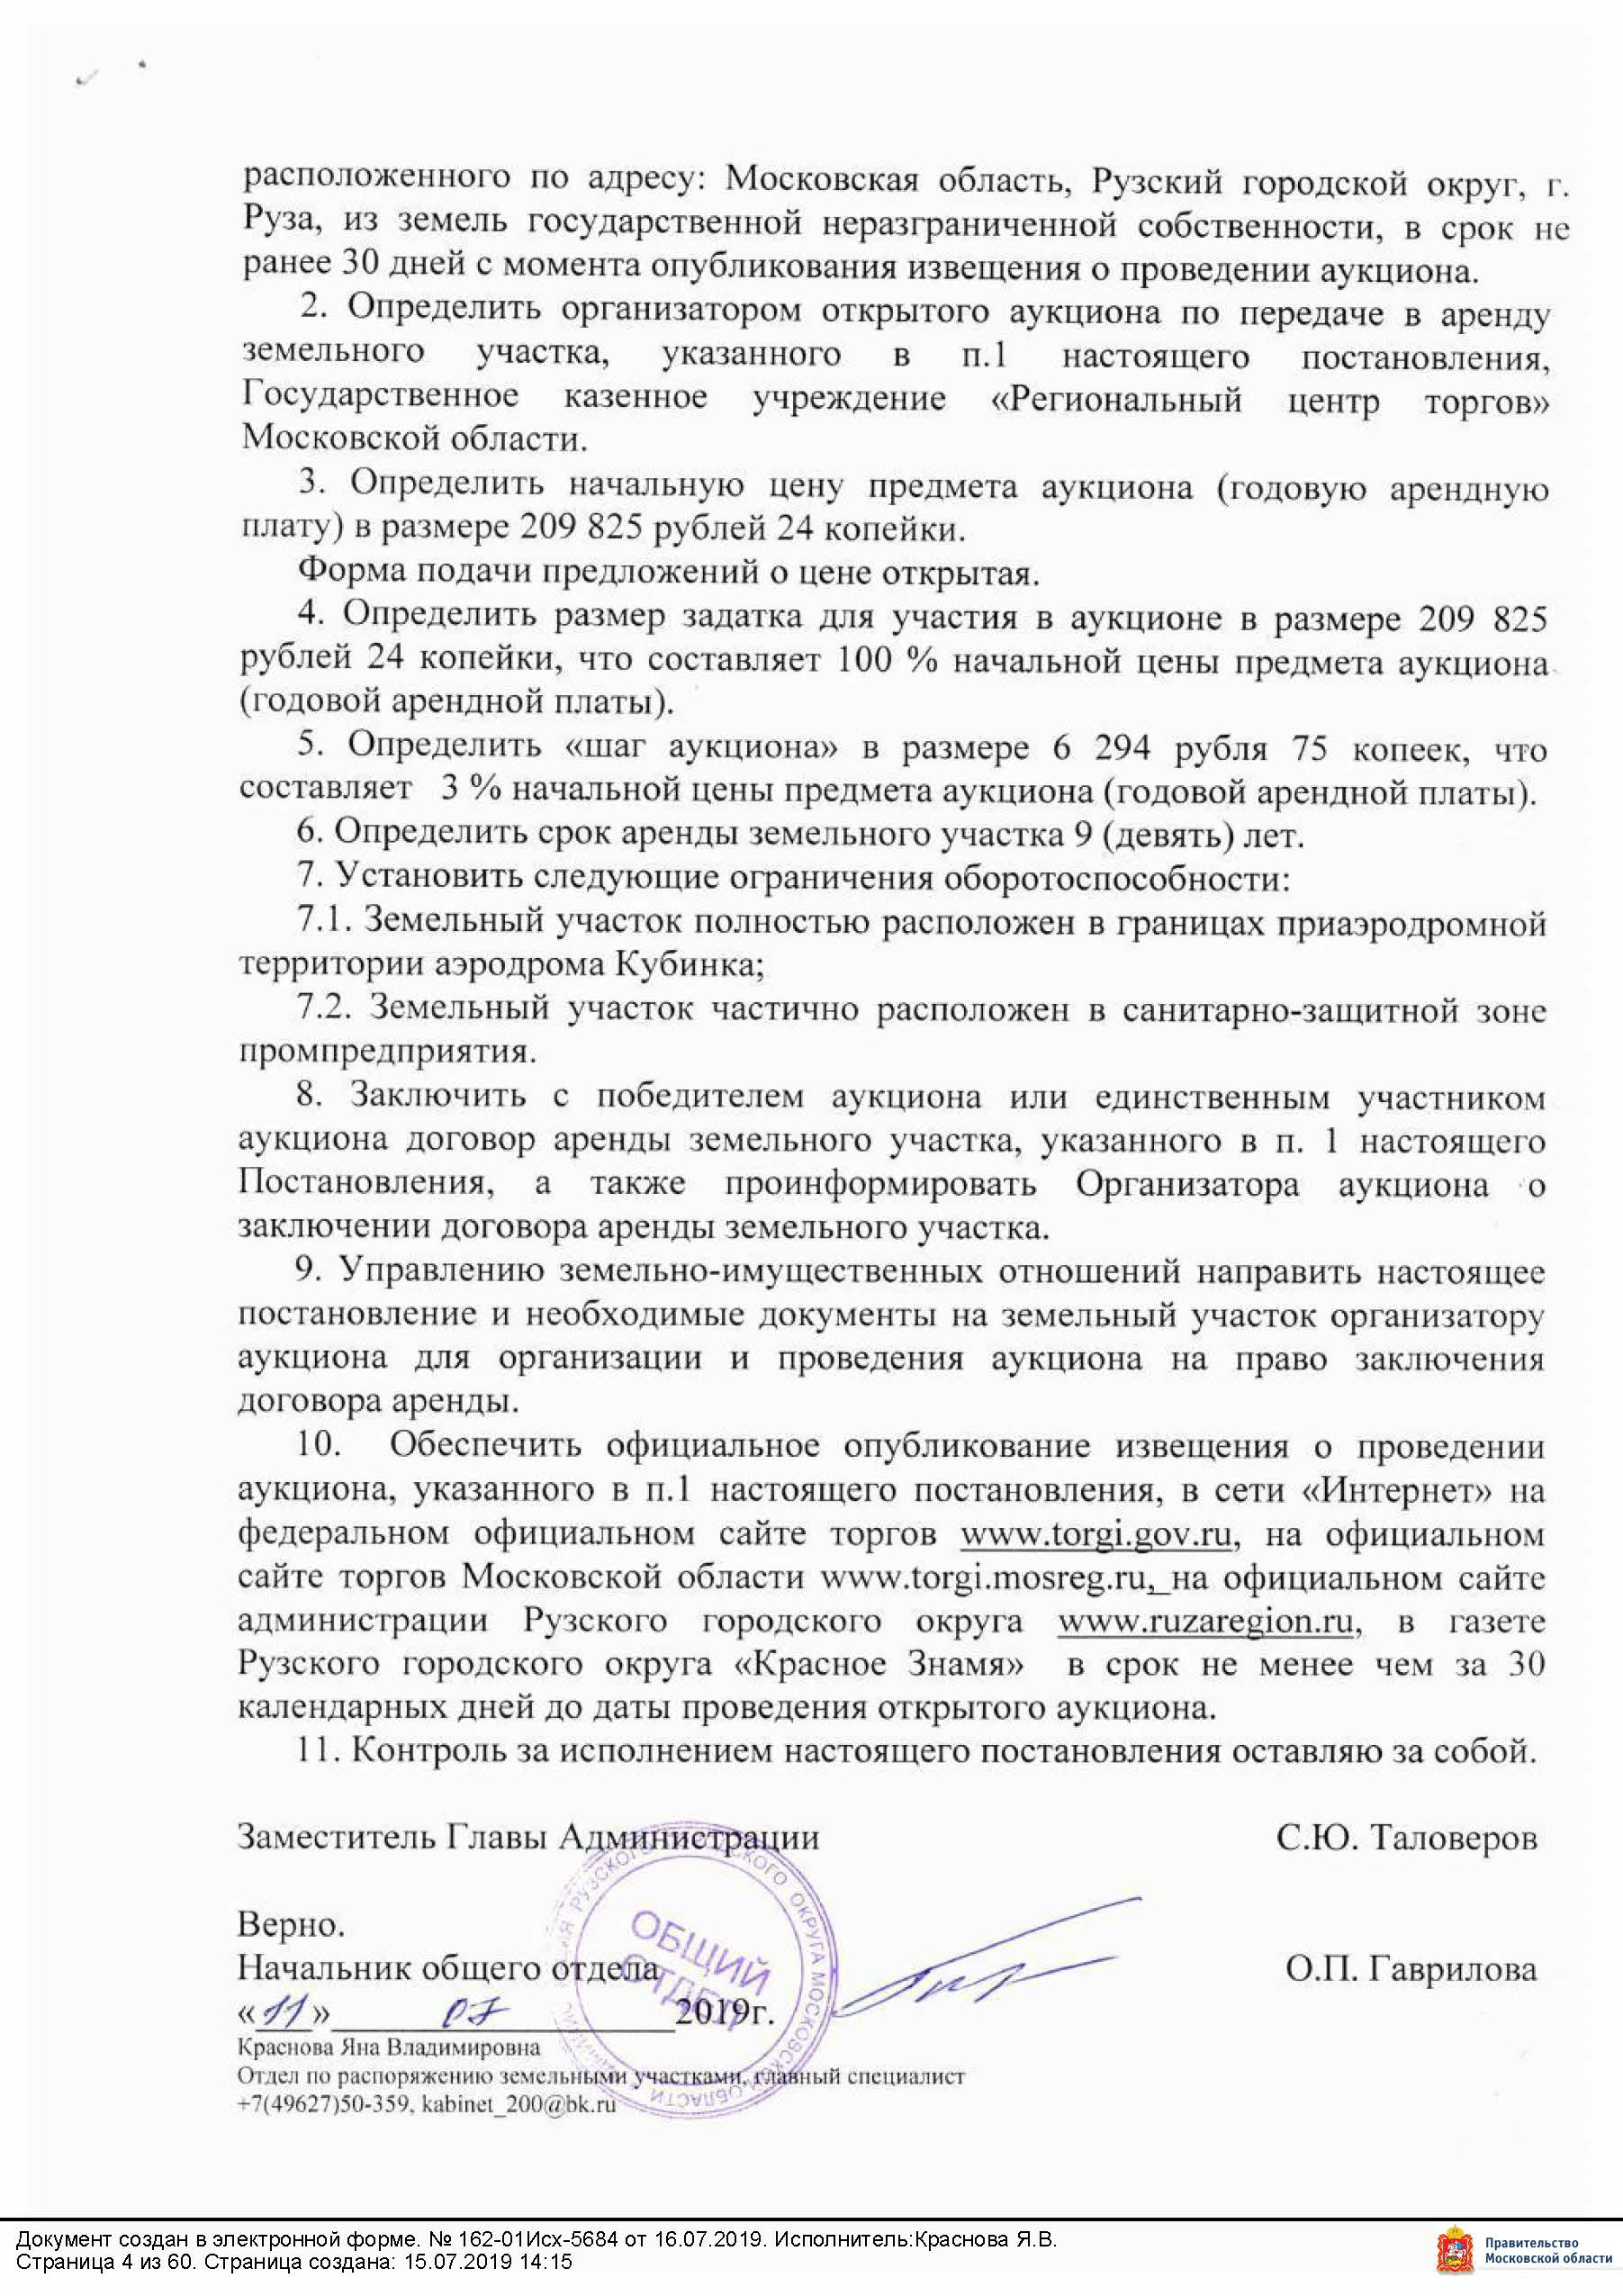 расположенного по адресу: Московская область, Рузский городской округ, г.
Руза, из земель государственной неразграниченной собственности, в срок не
ранее 30 дней с момента опубликования извещения о проведении аукциона.
2. Определить организатором открытого аукциона по передаче в аренду
земельного участка, указанного в п.1 настоящего постановления,
Государственное казенное учреждение «Региональный центр торгов»
Московской области.
3. Определить начальную цену предмета аукциона (годовую арендную
плату) в размере 209 825 рублей 24 копейки.
Форма подачи предложений о цене открытая.
4. Определить размер задатка для участия в аукционе в размере 209 825
рублей 24 копейки, что составляет 100 % начальной цены предмета аукциона
(годовой арендной платы).
5. Определить «шаг аукциона» в размере 6 294 рубля 75 копеек, что
составляет 3 % начальной цены предмета аукциона (годовой арендной платы).
6. Определить срок аренды земельного участка 9 (девять) лет.
7. Установить следующие ограничения оборотоспособности:
7.1. Земельный участок полностью расположен в границах приаэродромной
территории аэродрома Кубинка;
7.2. Земельный участок частично расположен в санитарно-защитной зоне
промпредприятия.
8. Заключить с победителем аукциона или единственным участником
аукциона договор аренды земельного участка, указанного в п. 1 настоящего
Постановления, а также проинформировать Организатора аукциона о
заключении договора аренды земельного участка.
9. Управлению земельно-имущественных отношений направить настоящее
постановление и необходимые документы на земельный участок организатору
аукциона для организации и проведения аукциона на право заключения
договора аренды.
10. Обеспечить официальное опубликование извещения о проведении
аукциона, указанного в п.1 настоящего постановления, в сети «Интернет» на
федеральном официальном сайте торгов www.torgi.gov.ru, на официальном
сайте торгов Московской области www.torgi.mosreg.ru, на официальном сайте
администрации Рузского городского округа www.ruzaregion.ru, в газете
Рузского городского округа «Красное Знамя» в срок не менее чем за 30
календарных дней до даты проведения открытого аукциона.
11. Контроль за исполнением настоящего постановления оставляю за собой.
Заместитель Главы Администрации С.Ю. Таловеров
Верно.
Начальник общего отдела О.П. Гаврилова
«11» 07 2019г.
ОБЩИЙ
ОТДЕЛ
РУЗСКОГО ГОРОДСКОГО ОКРУГА МОСКОВСКОЙ ОБЛАСТИ
Краснова Яна Владимировна
Отдел по распоряжению земельными участками, главный специалист
+7(49627)50-359, kabinet_200@bk.ru
Документ создан в электронной форме. № 162-01Исх-5684 от 16.07.2019. Исполнитель:Краснова Я.В.
Страница 4 из 60. Страница создана: 15.07.2019 14:15
Правительство
Московской области